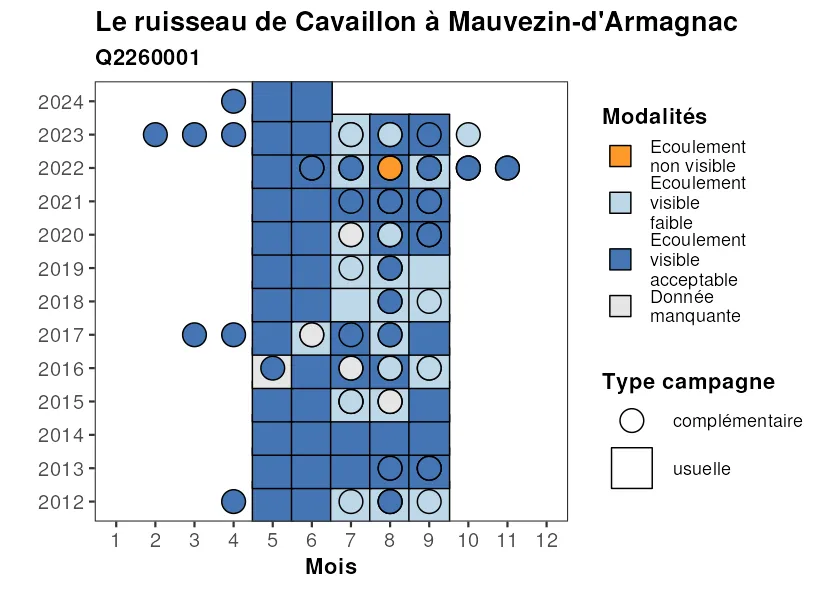 Le ruisseau de Cavaillon à Mauvezin-d'Armagnac
Q2260001
2024
2023
2022
2021
2020
2019
2018
2017
2016
2015
2014
2013
2012
1 2 3 4 5 6 7 8 9 10 11 12
Mois
Modalités
Ecoulement
non visible
Ecoulement
visible
faible
Ecoulement
visible
acceptable
Donnée
manquante
Type campagne
complémentaire
usuelle